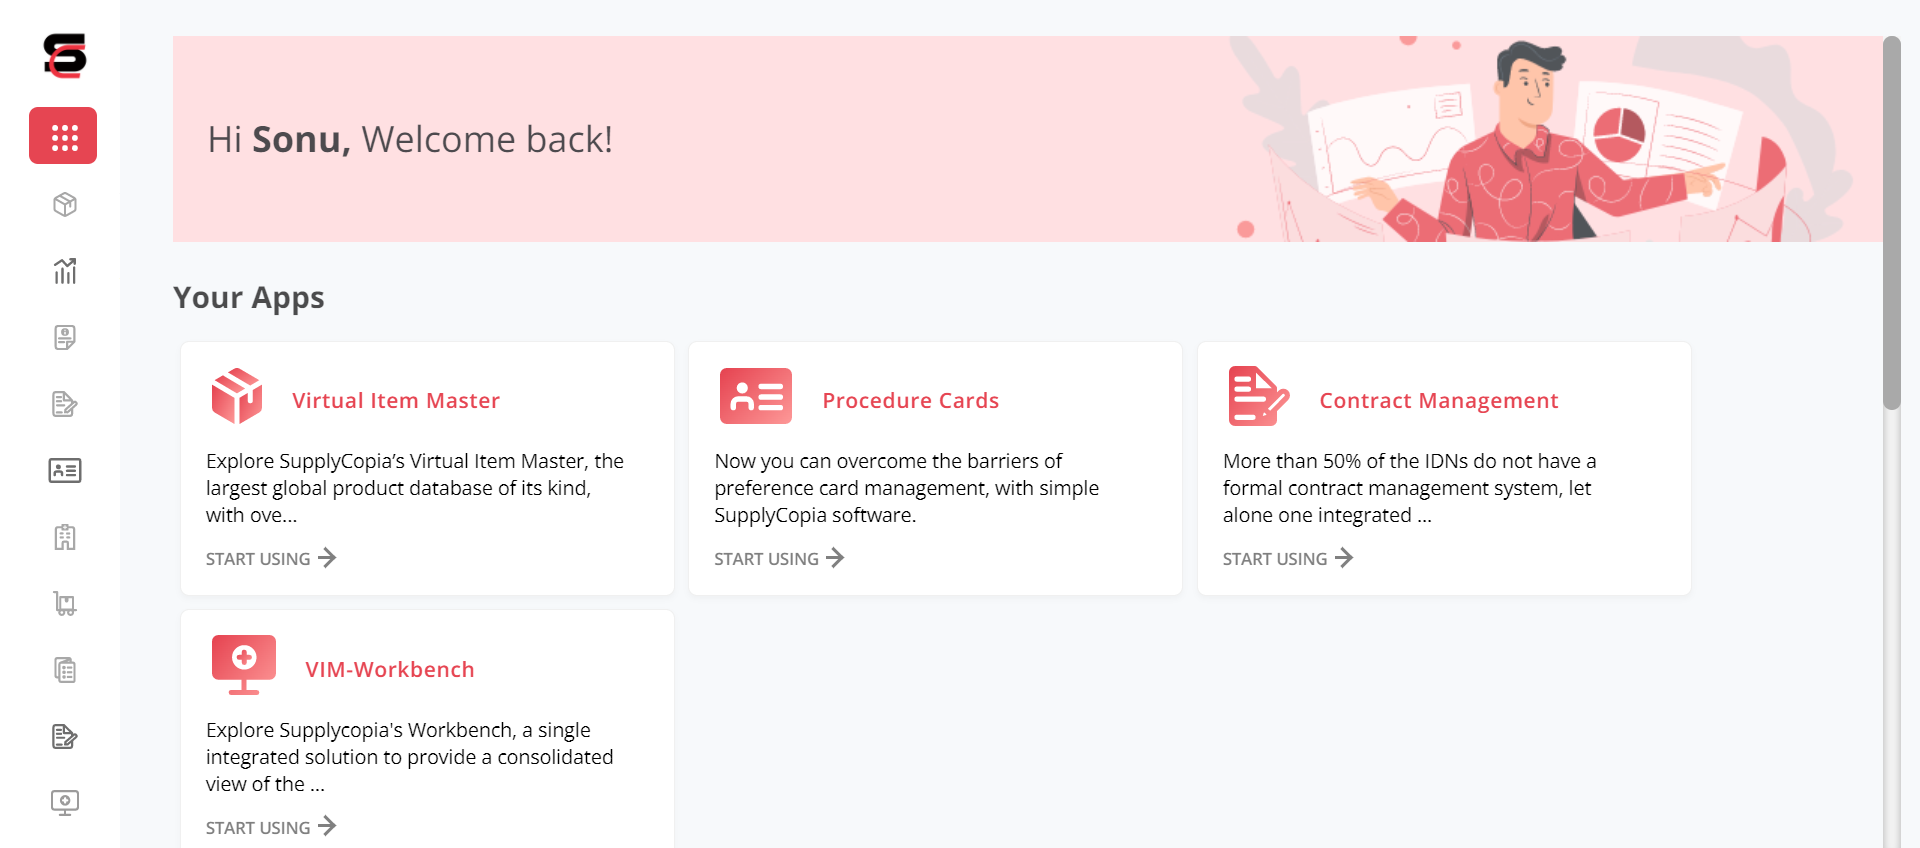 Hi Sonu, Welcome back!
Your Apps
Virtual Item Master
Explore SupplyCopia’s Virtual Item Master, the
largest global product database of its kind,
with ove...
START USING
Procedure Cards
Now you can overcome the barriers of
preference card management, with simple
SupplyCopia software.
START USING
Contract Management
More than 50% of the IDNs do not have a
formal contract management system, let
alone one integrated ...
START USING
VIM-Workbench
Explore Supplycopia's Workbench, a single
integrated solution to provide a consolidated
view of the ...
START USING